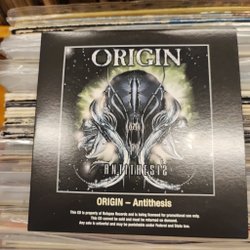 ORIGIN
ANTITHESIS
ORIGIN – Antithesis
This CD is property of Relapse Records and is being licensed for promotional use only.
This CD cannot be sold and must be returned on demand.
Any sale is unlawful and may be punishable under Federal and State law.